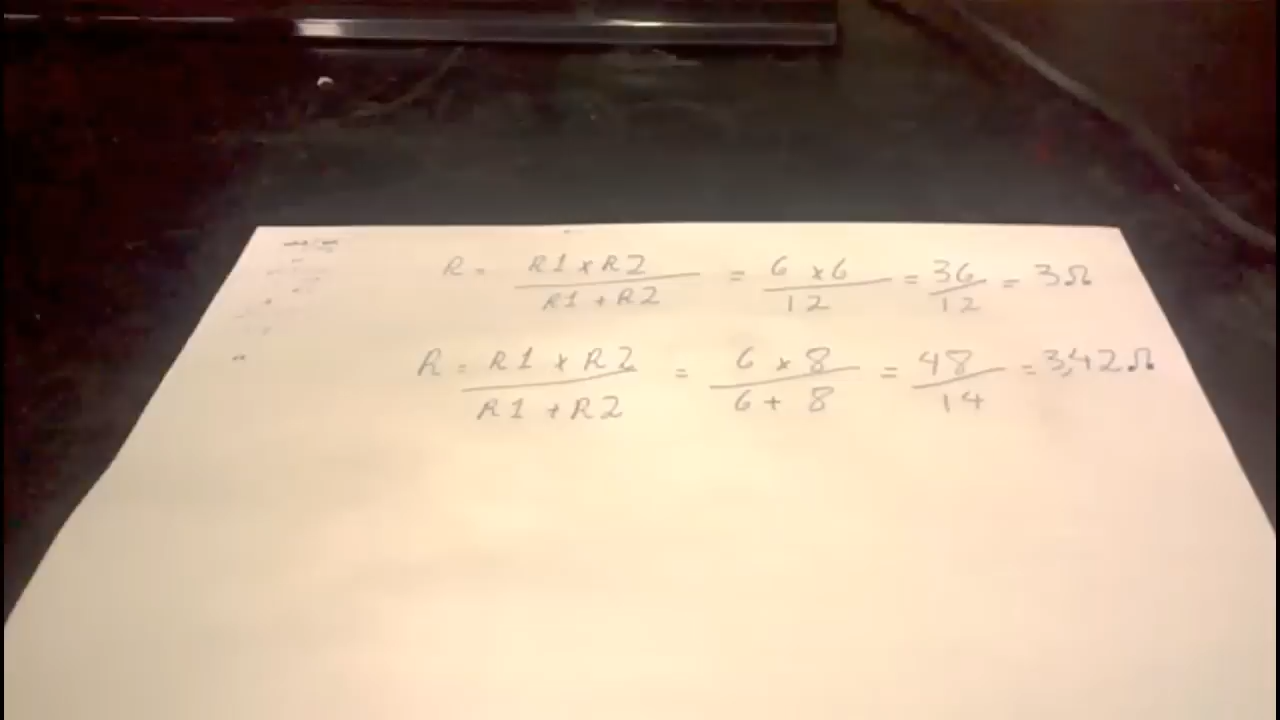 R = R1 x R2 / R1 + R2 = 6 x 6 / 12 = 36 / 12 = 3Ω
R = R1 x R2 / R1 + R2 = 6 x 8 / 6 + 8 = 48 / 14 = 3,42Ω